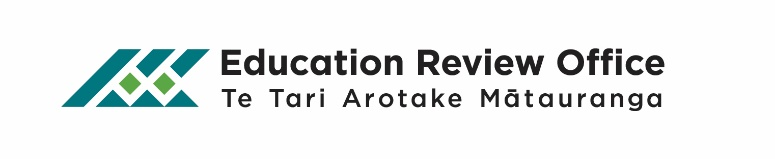 Education Review Office
Te Tari Arotake Mātauranga